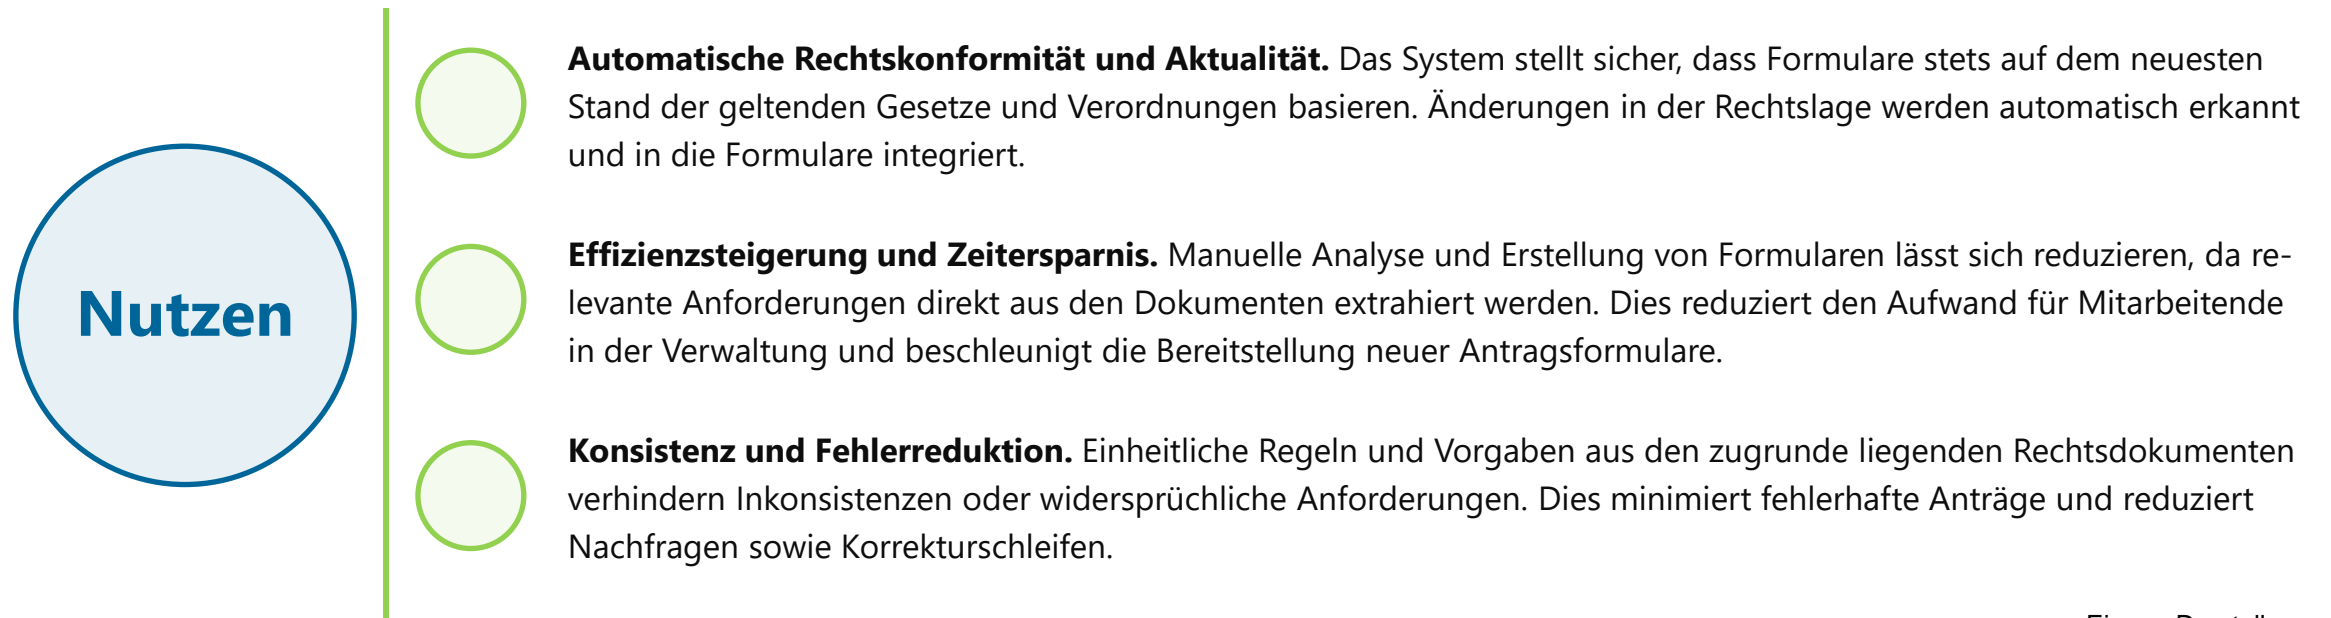 Nutzen
Automatische Rechtskonformität und Aktualität. Das System stellt sicher, dass Formulare stets auf dem neuesten
Stand der geltenden Gesetze und Verordnungen basieren. Änderungen in der Rechtslage werden automatisch erkannt
und in die Formulare integriert.
Effizienzsteigerung und Zeitersparnis. Manuelle Analyse und Erstellung von Formularen lässt sich reduzieren, da re-
levante Anforderungen direkt aus den Dokumenten extrahiert werden. Dies reduziert den Aufwand für Mitarbeitende
in der Verwaltung und beschleunigt die Bereitstellung neuer Antragsformulare.
Konsistenz und Fehlerreduktion. Einheitliche Regeln und Vorgaben aus den zugrunde liegenden Rechtsdokumenten
verhindern Inkonsistenzen oder widersprüchliche Anforderungen. Dies minimiert fehlerhafte Anträge und reduziert
Nachfragen sowie Korrekturschleifen.